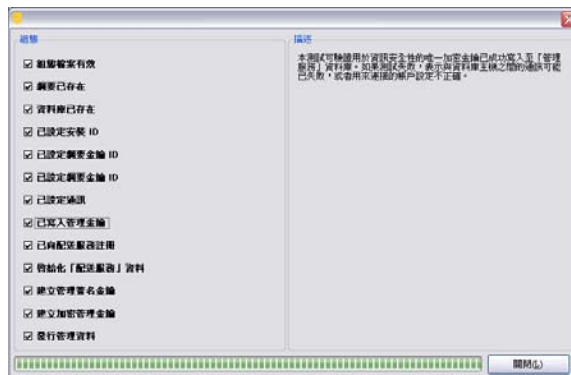 組態
組態檔案有效
綱要已存在
資料庫已存在
已設定安裝 ID
已設定綱要金鑰 ID
已設定綱要金鑰 ID
已設定通訊
已寫入管理金鑰
已向配送服務註冊
啓始化「配送服務」資料
建立管理簽名金鑰
建立加密管理金鑰
發行管理資料
描述
本測試可驗證用於資訊安全性的唯一加密金鑰已成功寫入至「管理
服務」資料庫。如果測試失敗，表示與資料庫主機之間的通訊可能
已失敗，或者用來連接的帳戶設定不正確。
關閉(L)